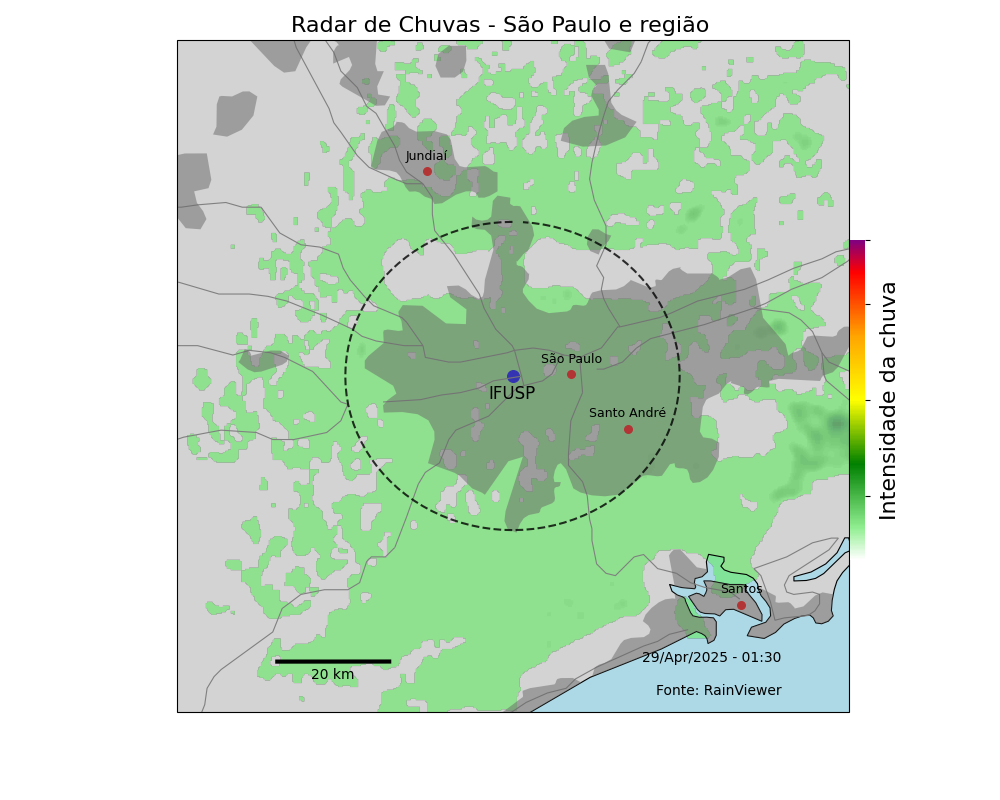 Radar de Chuvas - São Paulo e região
Jundiaí
São Paulo
IFUSP
Santo André
Intensidade da chuva
Santos
29/Apr/2025 - 01:30
20 km
Fonte: RainViewer